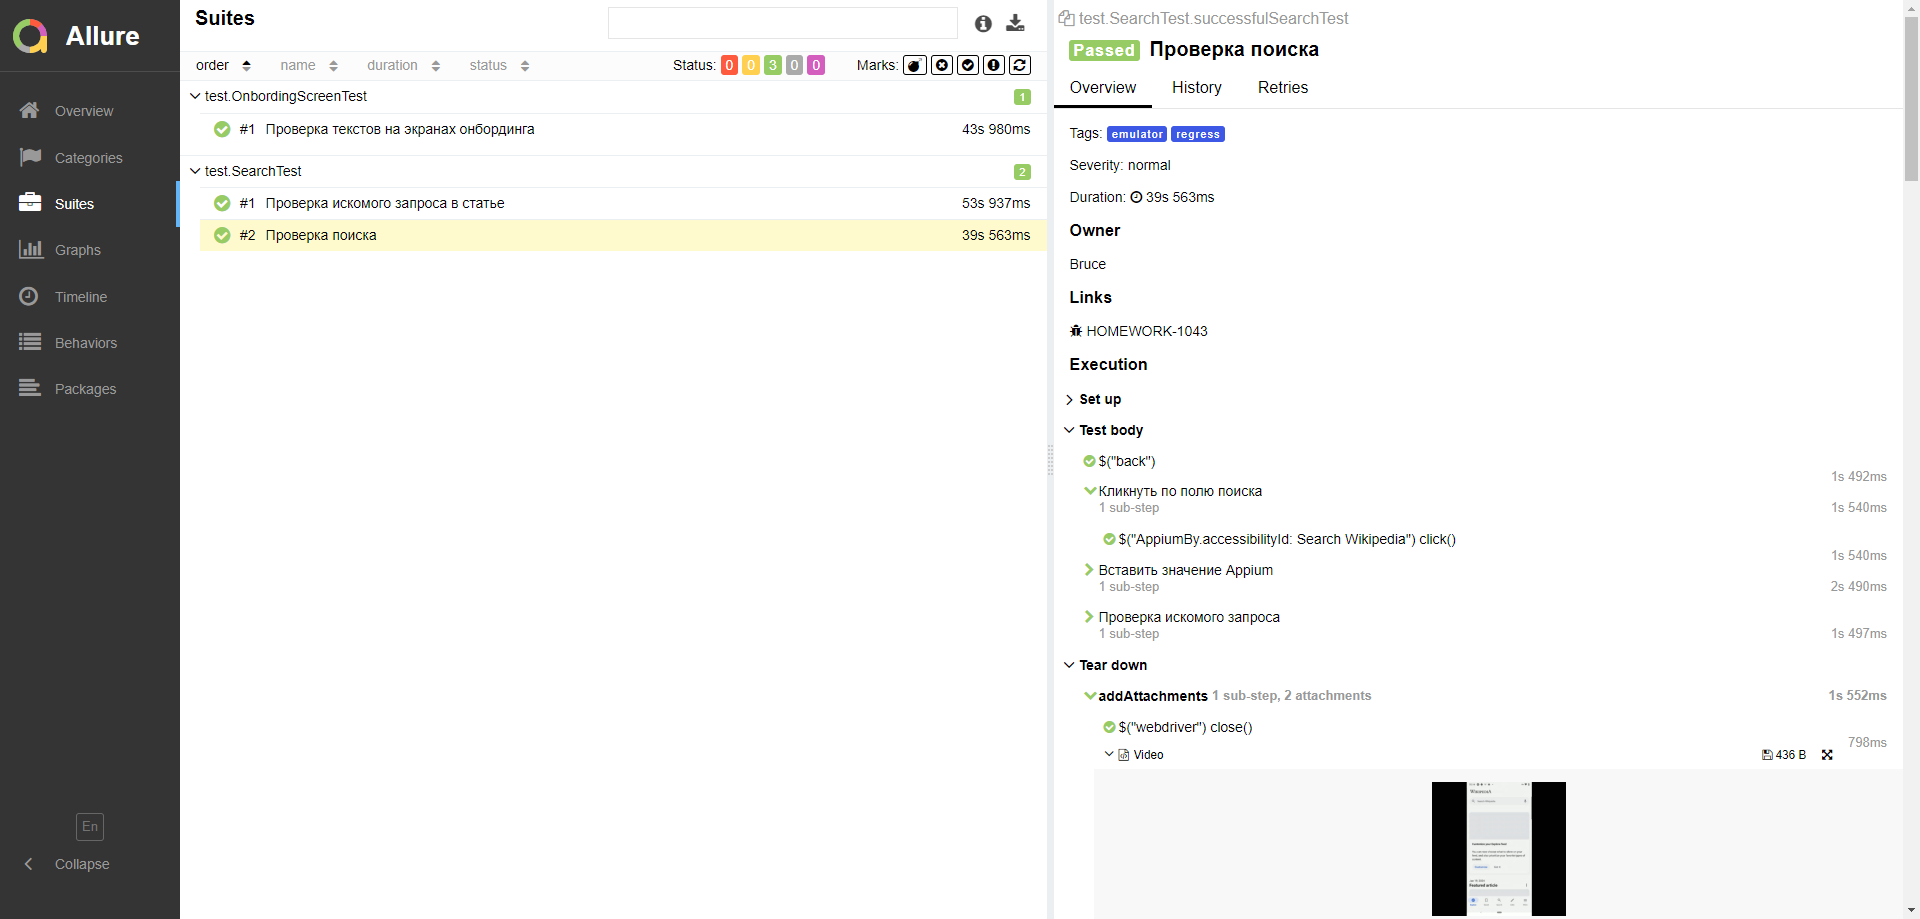 Allure
Overview
Categories
Suites
Graphs
Timeline
Behaviors
Packages
En
Collapse
Suites
order name duration status Status: 0 0 3 0 0 Marks:
test.OnbordingScreenTest 1
#1 Проверка текстов на экранах онбординга 43s 980ms
test.SearchTest 2
#1 Проверка искомого запроса в статье 53s 937ms
#2 Проверка поиска 39s 563ms
test.SearchTest.successfulSearchTest
Passed Проверка поиска
Overview History Retries
Tags: emulator regress
Severity: normal
Duration: 39s 563ms
Owner
Bruce
Links
HOMEWORK-1043
Execution
Set up
Test body
$("back")
1s 492ms
Кликнуть по полю поиска
1 sub-step 1s 540ms
$("AppiumBy.accessibilityId: Search Wikipedia") click()
1s 540ms
Вставить значение Appium
1 sub-step 2s 490ms
Проверка искомого запроса
1 sub-step 1s 497ms
Tear down
addAttachments 1 sub-step, 2 attachments 1s 552ms
$("webdriver") close()
798ms
Video 436 B
Featured article